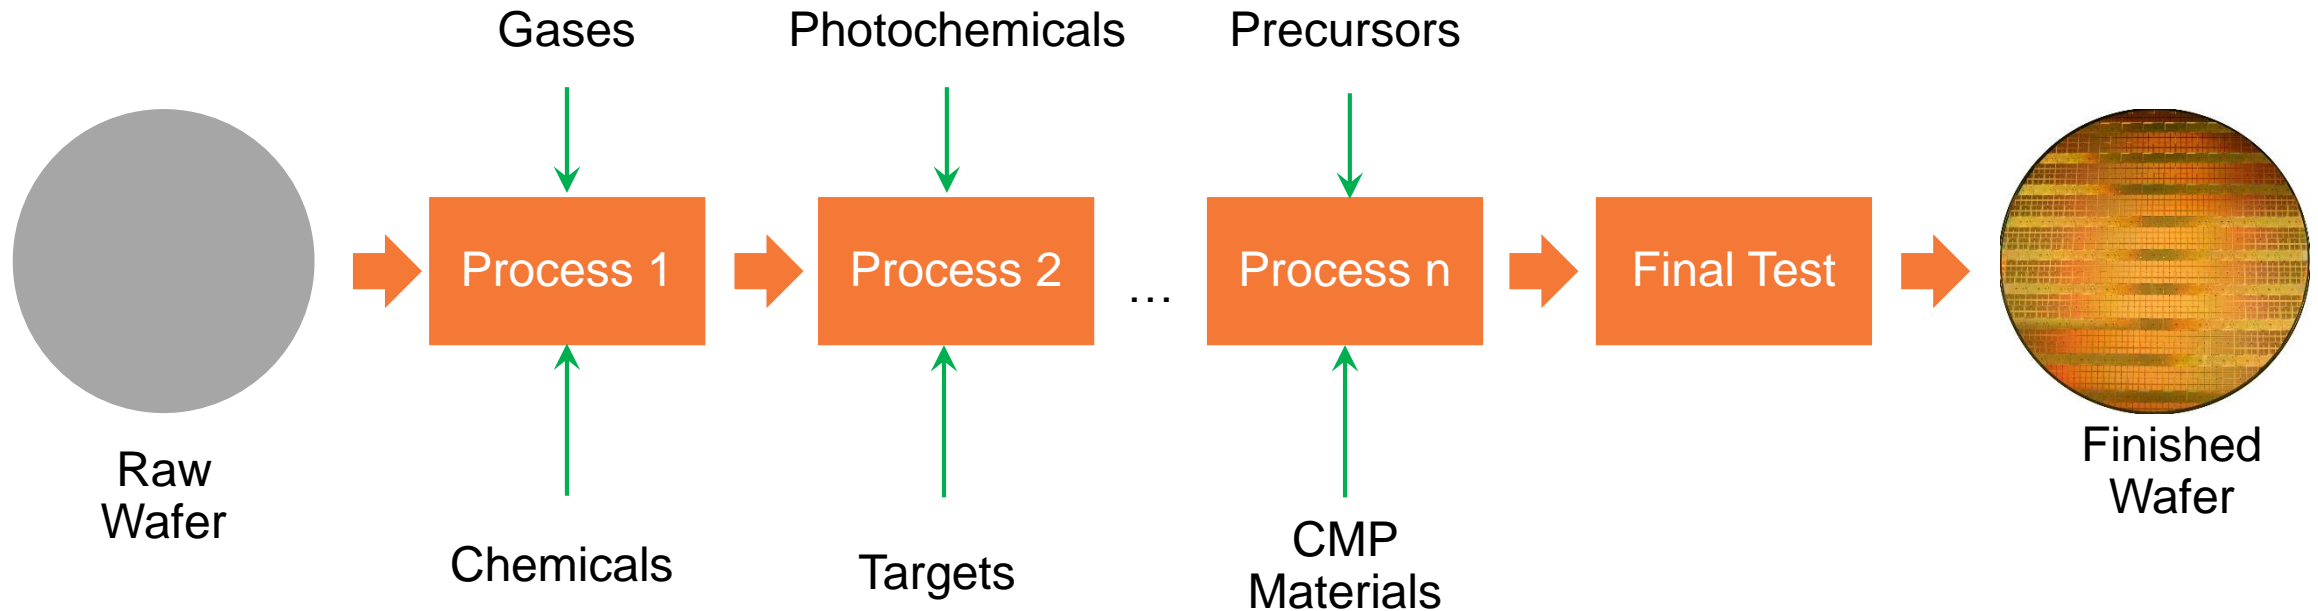 Gases
Photochemicals
Precursors
Process 1
Process 2
...
Process n
Final Test
Raw
Wafer
Finished
Wafer
Chemicals
Targets
CMP
Materials